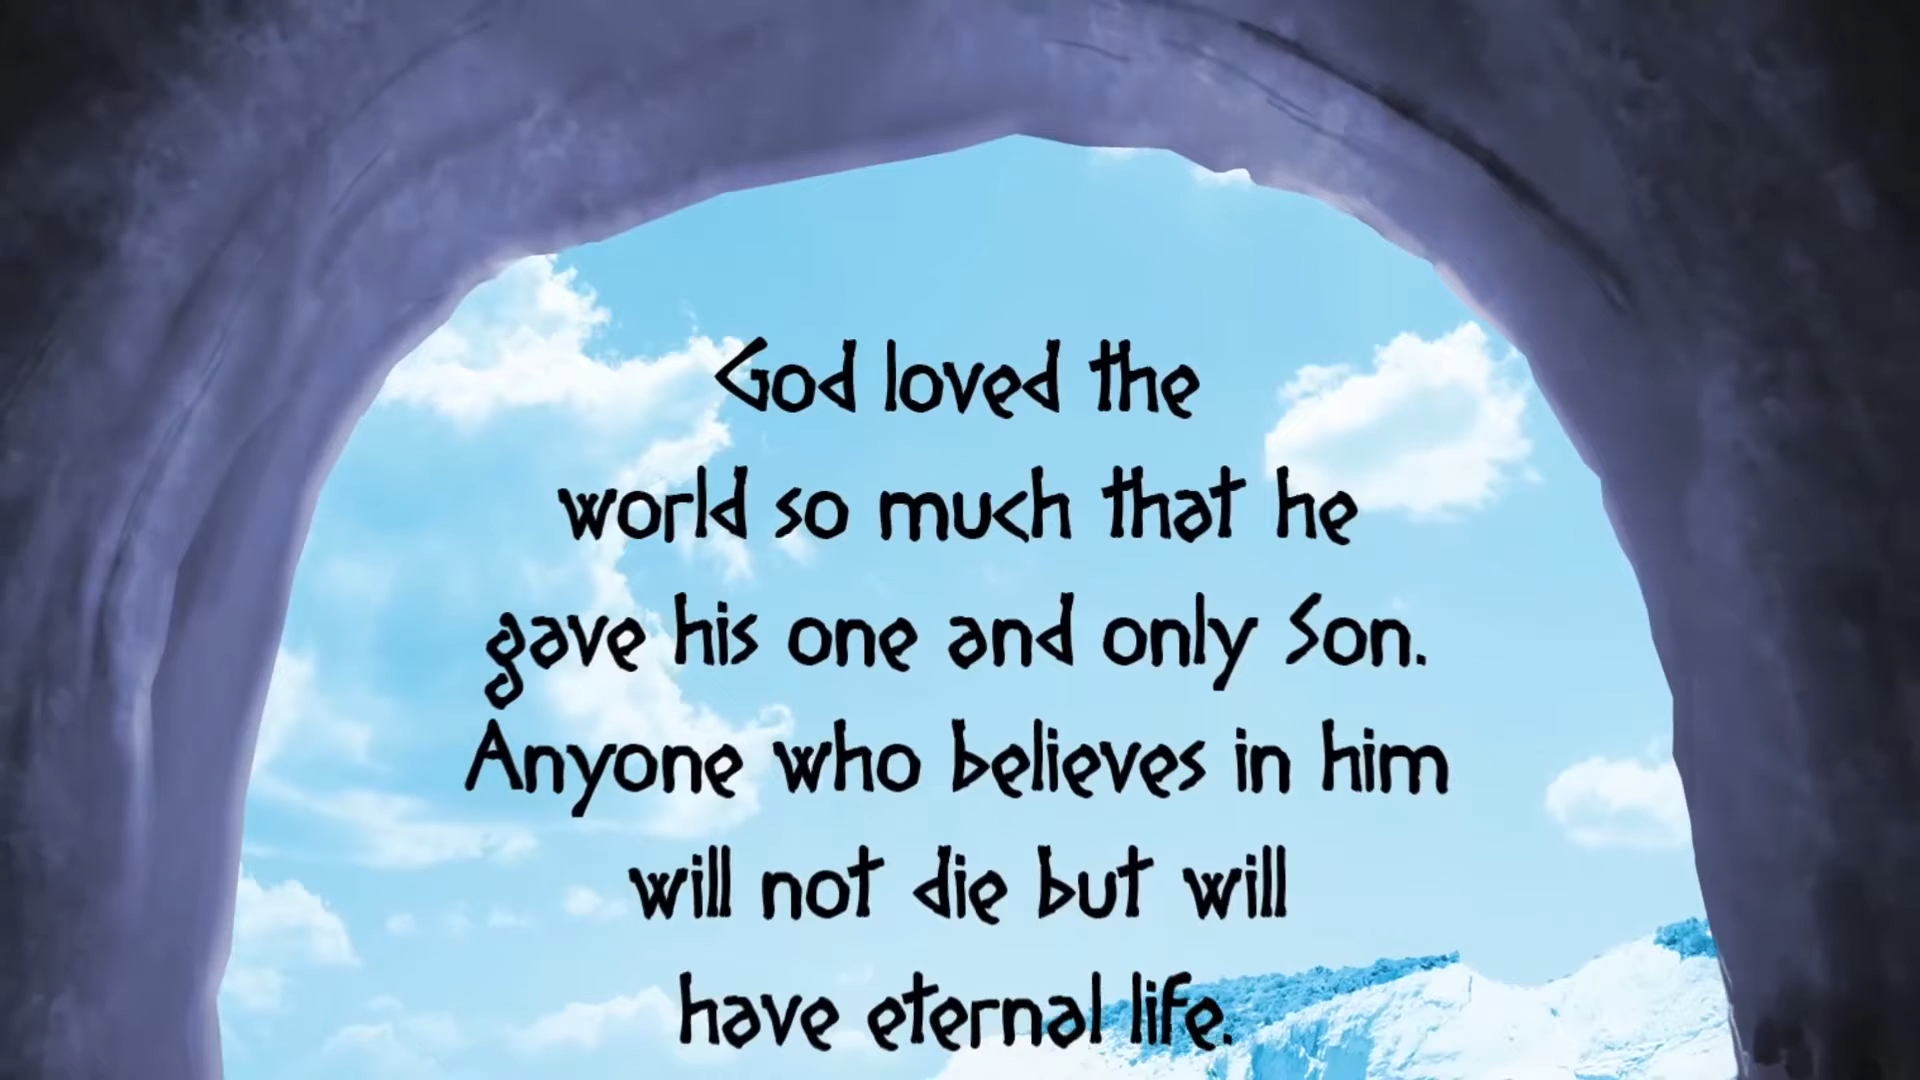 God loved the
world so much that he
gave his one and only Son.
Anyone who believes in him
will not die but will
have eternal life.